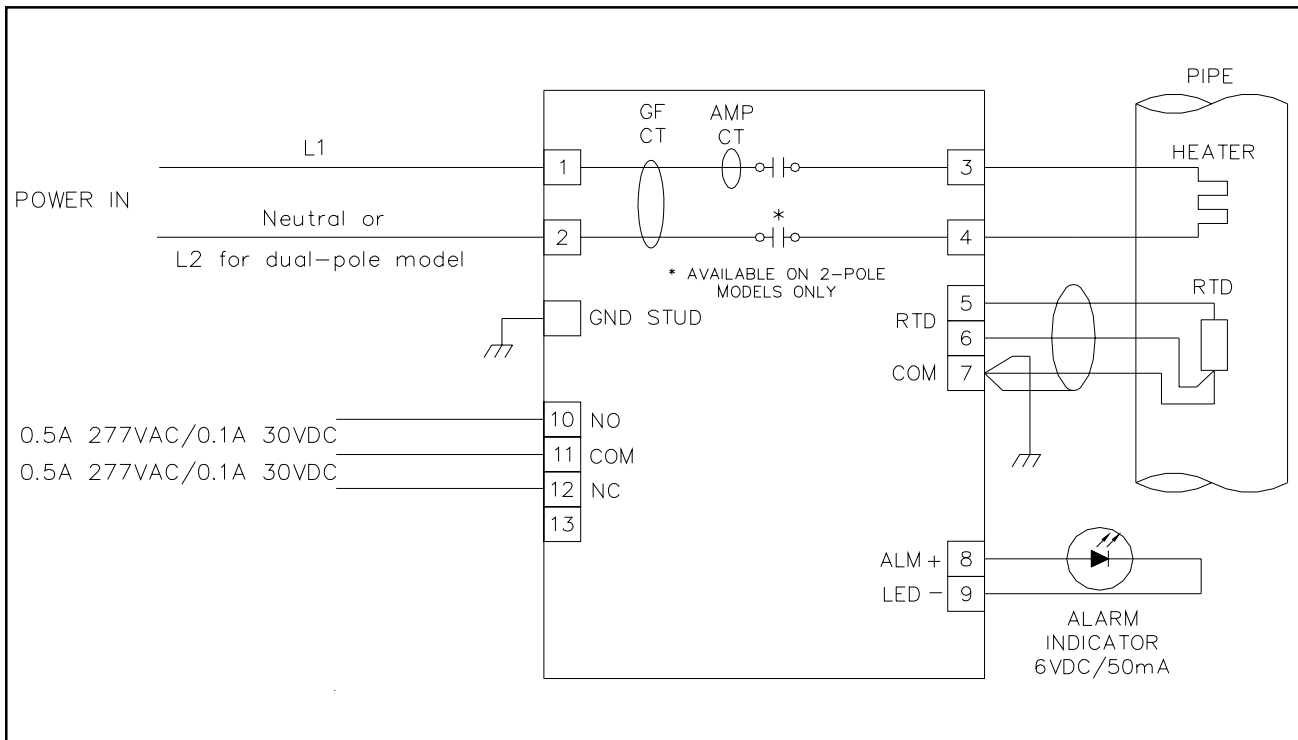 PIPE
GF
CT
AMP
CT
L1
1
3
HEATER
POWER IN
Neutral or
L2 for dual-pole model
2
*
4
* AVAILABLE ON 2-POLE
MODELS ONLY
GND STUD
RTD
5
6
COM
7
RTD
0.5A 277VAC/0.1A 30VDC
0.5A 277VAC/0.1A 30VDC
10 NO
11 COM
12 NC
13
ALM + 8
LED - 9
ALARM
INDICATOR
6VDC/50mA